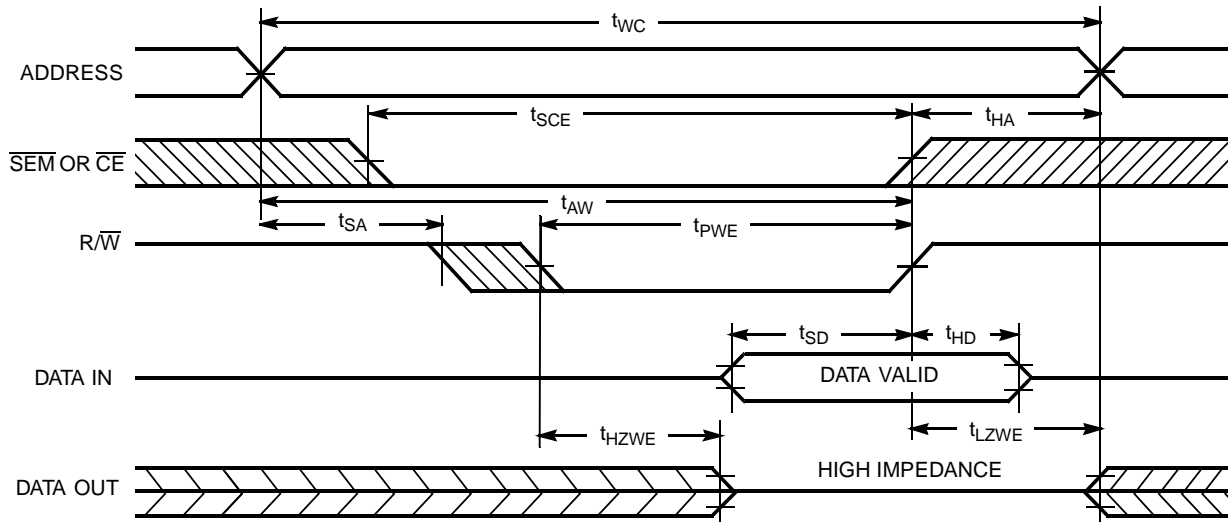 tWC
ADDRESS
tSCE
tHA
SEM OR CE
tAW
tSA
tPWE
R/W
tSD
tHD
DATA IN
DATA VALID
tHZWE
tLZWE
HIGH IMPEDANCE
DATA OUT